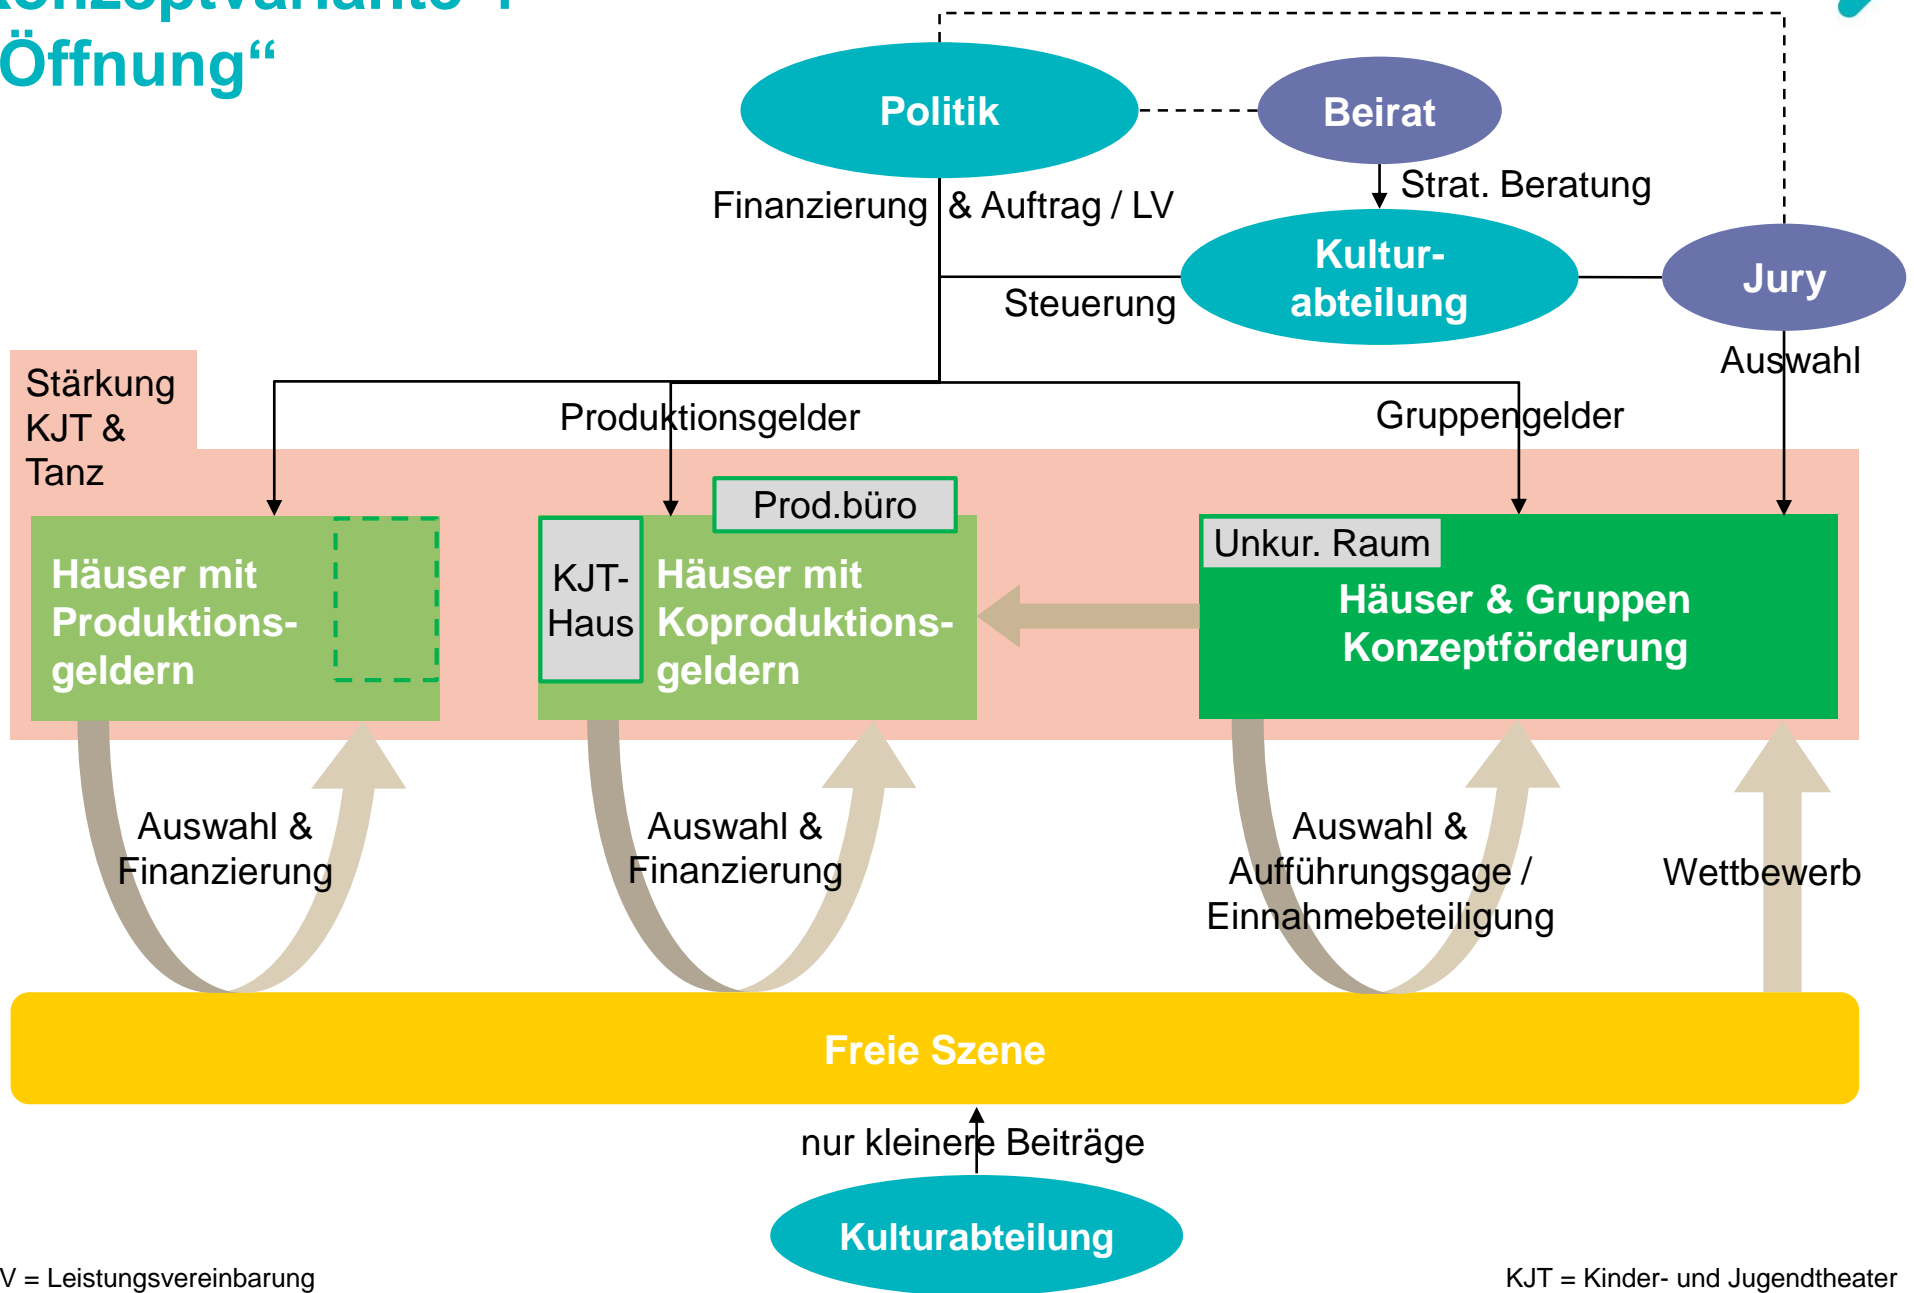 Öffnung“
Politik
Beirat
Finanzierung & Auftrag / LV
Strat. Beratung
Kultur-
abteilung
Jury
Steuerung
Auswahl
Stärkung
KJT &
Tanz
Produktionsgelder
Gruppengelder
Prod.büro
Häuser mit
Produktions-
geldern
KJT-
Haus
Häuser mit
Koproduktions-
geldern
Unkur. Raum
Häuser & Gruppen
Konzeptförderung
Auswahl &
Finanzierung
Auswahl &
Finanzierung
Auswahl &
Aufführungsgage /
Einnahmebeteiligung
Wettbewerb
Freie Szene
nur kleinere Beiträge
Kulturabteilung
V = Leistungsvereinbarung
KJT = Kinder- und Jugendtheater